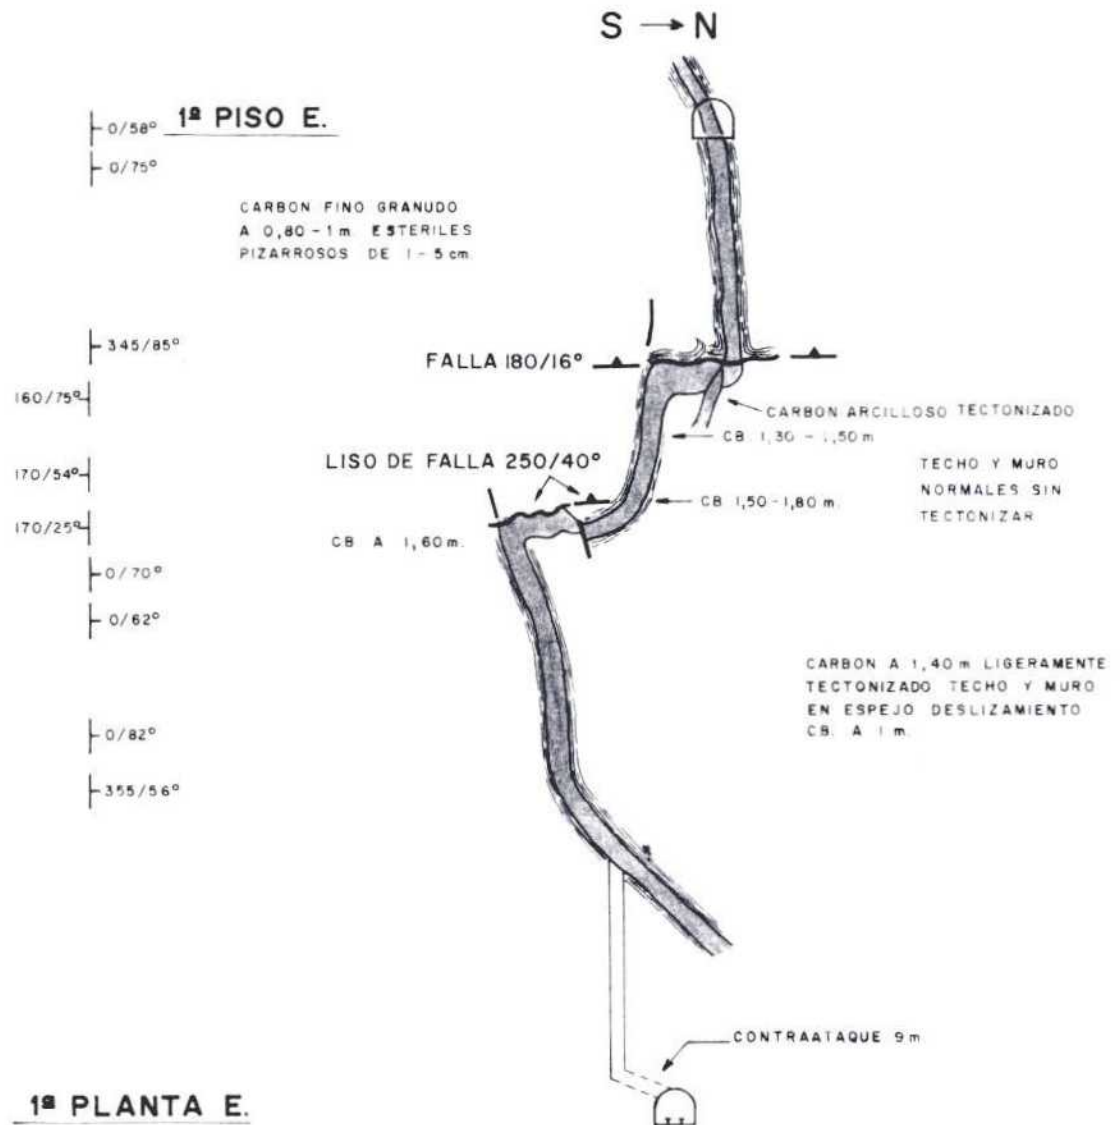 S → N
1ª PISO E.
0/58°
0/75°
CARBON FINO GRANUDO
A 0,80 - 1 m. ESTERILES
PIZARROSOS DE 1 - 5 cm.
345/85°
FALLA 180/16°
160/75°
CARBON ARCILLOSO TECTONIZADO
CB. 1,30 - 1,50 m
170/54°
LISO DE FALLA 250/40°
TECHO Y MURO
NORMALES SIN
TECTONIZAR
CB 1,50 - 1,80 m.
170/25°
CB. A 1,60 m.
0/70°
0/62°
CARBON A 1,40 m LIGERAMENTE
TECTONIZADO TECHO Y MURO
EN ESPEJO DESLIZAMIENTO
CB. A 1 m.
0/82°
355/56°
CONTRAATAQUE 9 m
1ª PLANTA E.